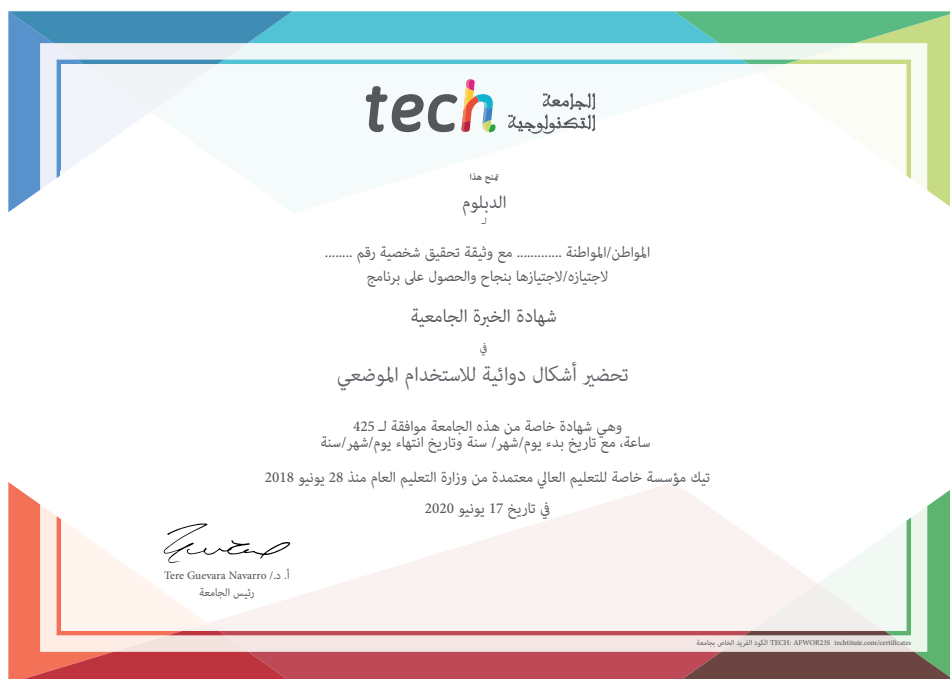 tech الجامعة
التكنولوجية
تمنح هذا
الدبلوم
لـ
المواطن/المواطنة ............. مع وثيقة تحقيق شخصية رقم ........
لاجتيازه/لاجتيازها بنجاح والحصول على برنامج
شهادة الخبرة الجامعية
في
تحضير أشكال دوائية للاستخدام الموضعي
وهي شهادة خاصة من هذه الجامعة موافقة لـ 425
ساعة، مع تاريخ بدء يوم/شهر/ سنة وتاريخ انتهاء يوم/شهر/سنة
تيك مؤسسة خاصة للتعليم العالي معتمدة من وزارة التعليم العام منذ 28 يونيو 2018
في تاريخ 17 يونيو 2020
أ. د./ Tere Guevara Navarro
رئيس الجامعة
الكود الفريد الخاص بجامعة TECH: AFWOR23S techtitute.com/certificates